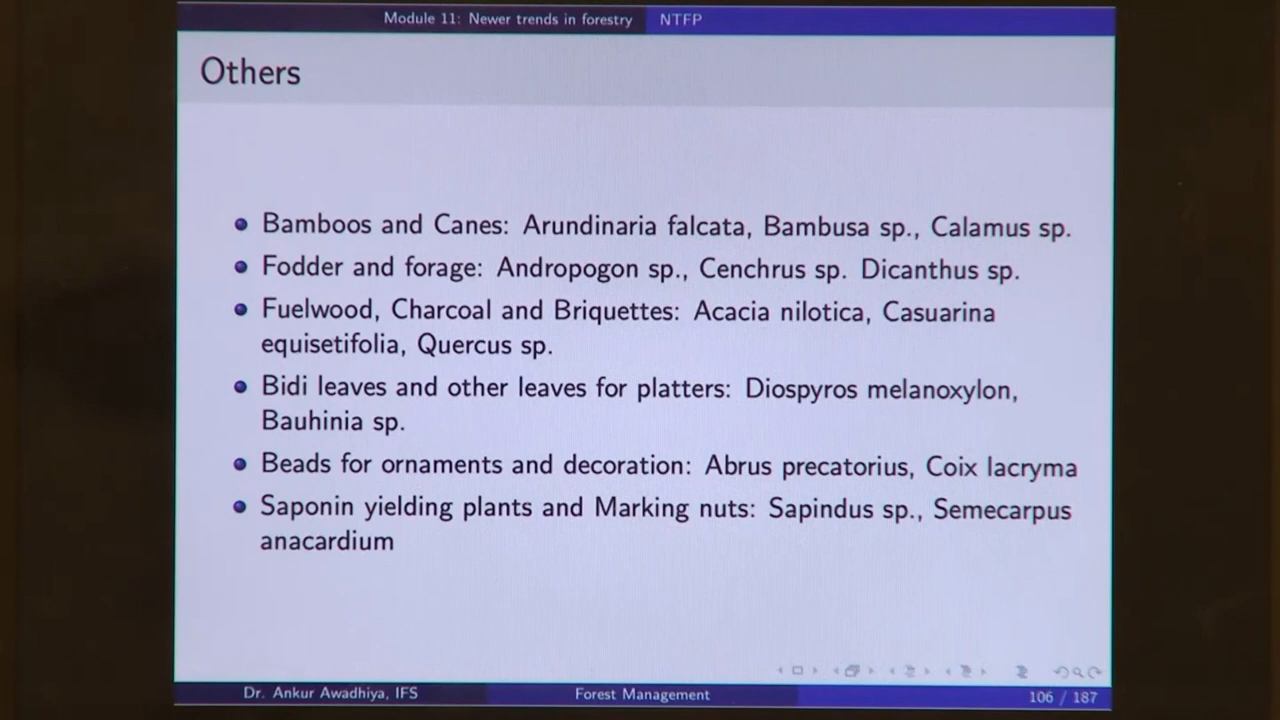 Module 11: Newer trends in forestry NTFP
Others
Bamboos and Canes: Arundinaria falcata, Bambusa sp., Calamus sp.
Fodder and forage: Andropogon sp., Cenchrus sp. Dicanthus sp.
Fuelwood, Charcoal and Briquettes: Acacia nilotica, Casuarina
equisetifolia, Quercus sp.
Bidi leaves and other leaves for platters: Diospyros melanoxylon,
Bauhinia sp.
Beads for ornaments and decoration: Abrus precatorius, Coix lacryma
Saponin yielding plants and Marking nuts: Sapindus sp., Semecarpus
anacardium
Dr. Ankur Awadhiya, IFS Forest Management 106 / 187